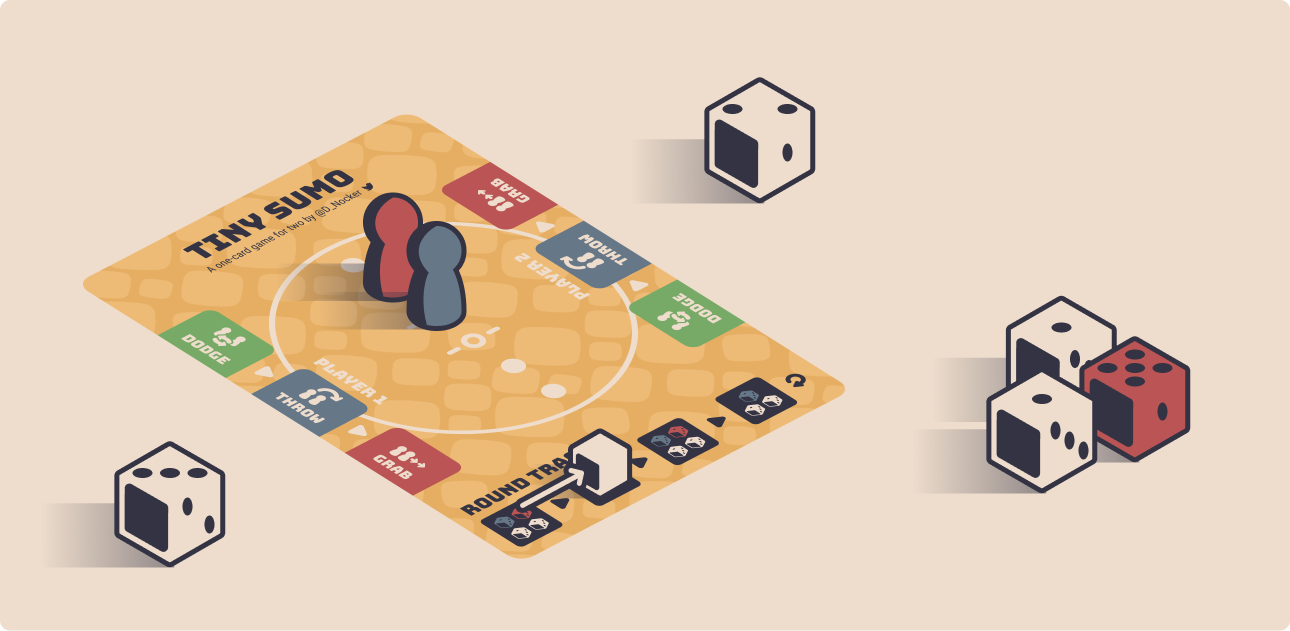 TINY SUMO
A one-card game for two by @D_Nocker
GRAB
THROW
DODGE
PLAYER 2
DODGE
THROW
GRAB
PLAYER 1
ROUND TRA